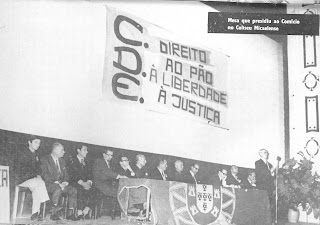 Mesa que presidiu ao Comício
no Coliseu Micaelense
C.
D.
E.
DIREITO
AO PÃO
À LIBERDADE
À JUSTIÇA